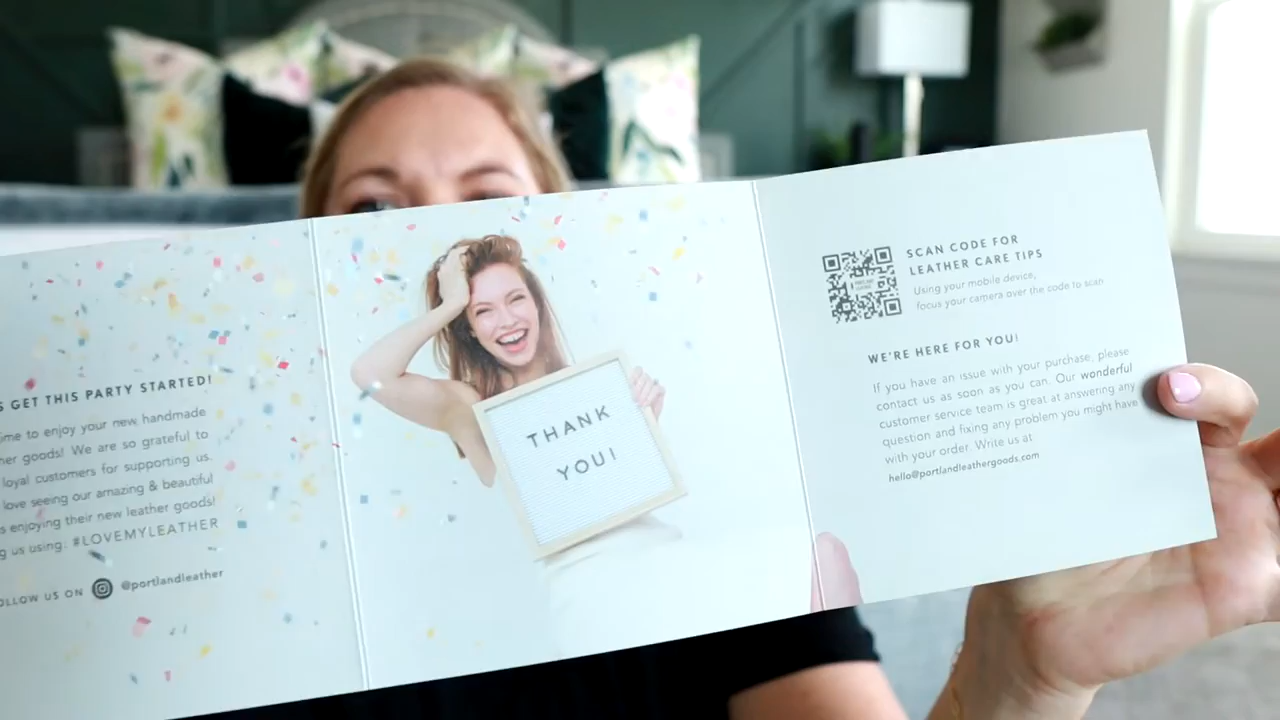 S GET THIS PARTY STARTED!
ime to enjoy your new handmade
her goods! We are so grateful to
loyal customers for supporting us.
love seeing our amazing & beautiful
s enjoying their new leather goods!
g us using: #LOVEMYLEATHER
OLLOW US ON @portlandleather
THANK
YOU!
SCAN CODE FOR
LEATHER CARE TIPS
Using your mobile device,
focus your camera over the code to scan
WE'RE HERE FOR YOU!
If you have an issue with your purchase, please
contact us as soon as you can. Our wonderful
customer service team is great at answering any
question and fixing any problem you might have
with your order. Write us at
hello@portlandleathergoods.com